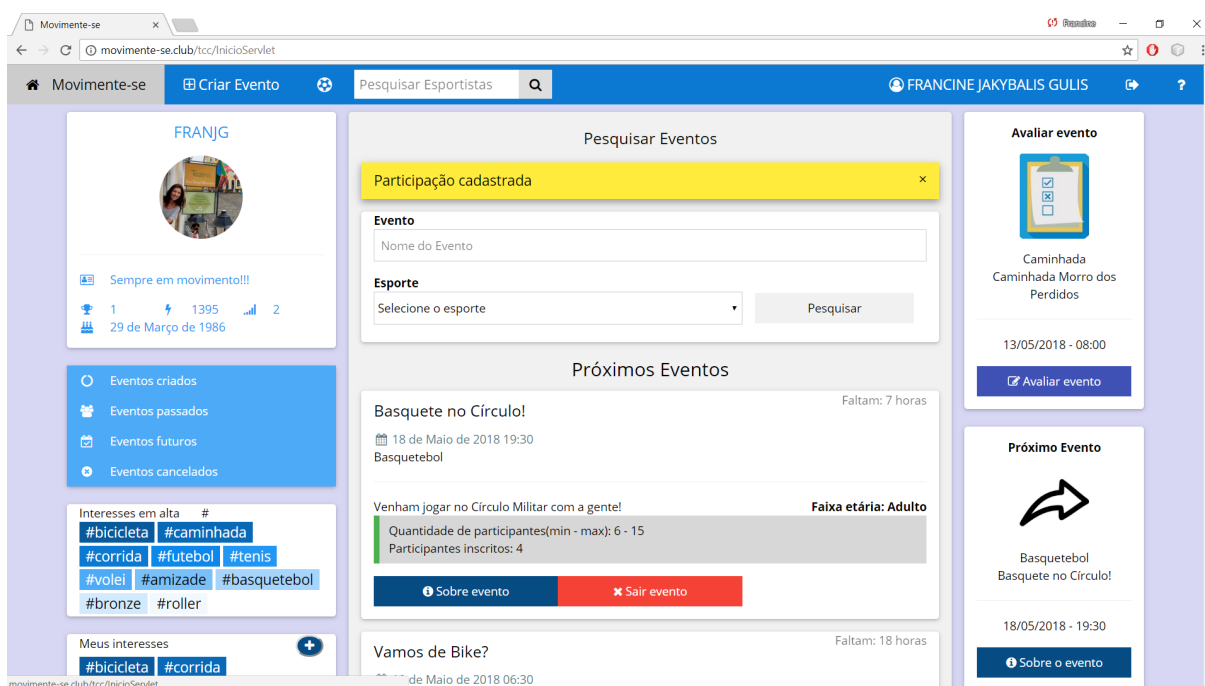 Movimente-se
Francine
movimente-se.club/tcc/InicioServlet
Movimente-se
Criar Evento
Pesquisar Esportistas
FRANCINE JAKYBALIS GULIS
?
FRANJG
Sempre em movimento!!!
1 1395 2
29 de Março de 1986
Eventos criados
Eventos passados
Eventos futuros
Eventos cancelados
Interesses em alta #
#bicicleta #caminhada
#corrida #futebol #tenis
#volei #amizade #basquetebol
#bronze #roller
Meus interesses
#bicicleta #corrida
movimente-se.club/tcc/InicioServlet
Pesquisar Eventos
Participação cadastrada ×
Evento
Nome do Evento
Esporte
Selecione o esporte
Pesquisar
Próximos Eventos
Faltam: 7 horas
Basquete no Círculo!
18 de Maio de 2018 19:30
Basquetebol
Venham jogar no Círculo Militar com a gente! Faixa etária: Adulto
Quantidade de participantes(min - max): 6 - 15
Participantes inscritos: 4
Sobre evento
Sair evento
Faltam: 18 horas
Vamos de Bike?
de Maio de 2018 06:30
Avaliar evento
Caminhada
Caminhada Morro dos
Perdidos
13/05/2018 - 08:00
Avaliar evento
Próximo Evento
Basquetebol
Basquete no Círculo!
18/05/2018 - 19:30
Sobre o evento